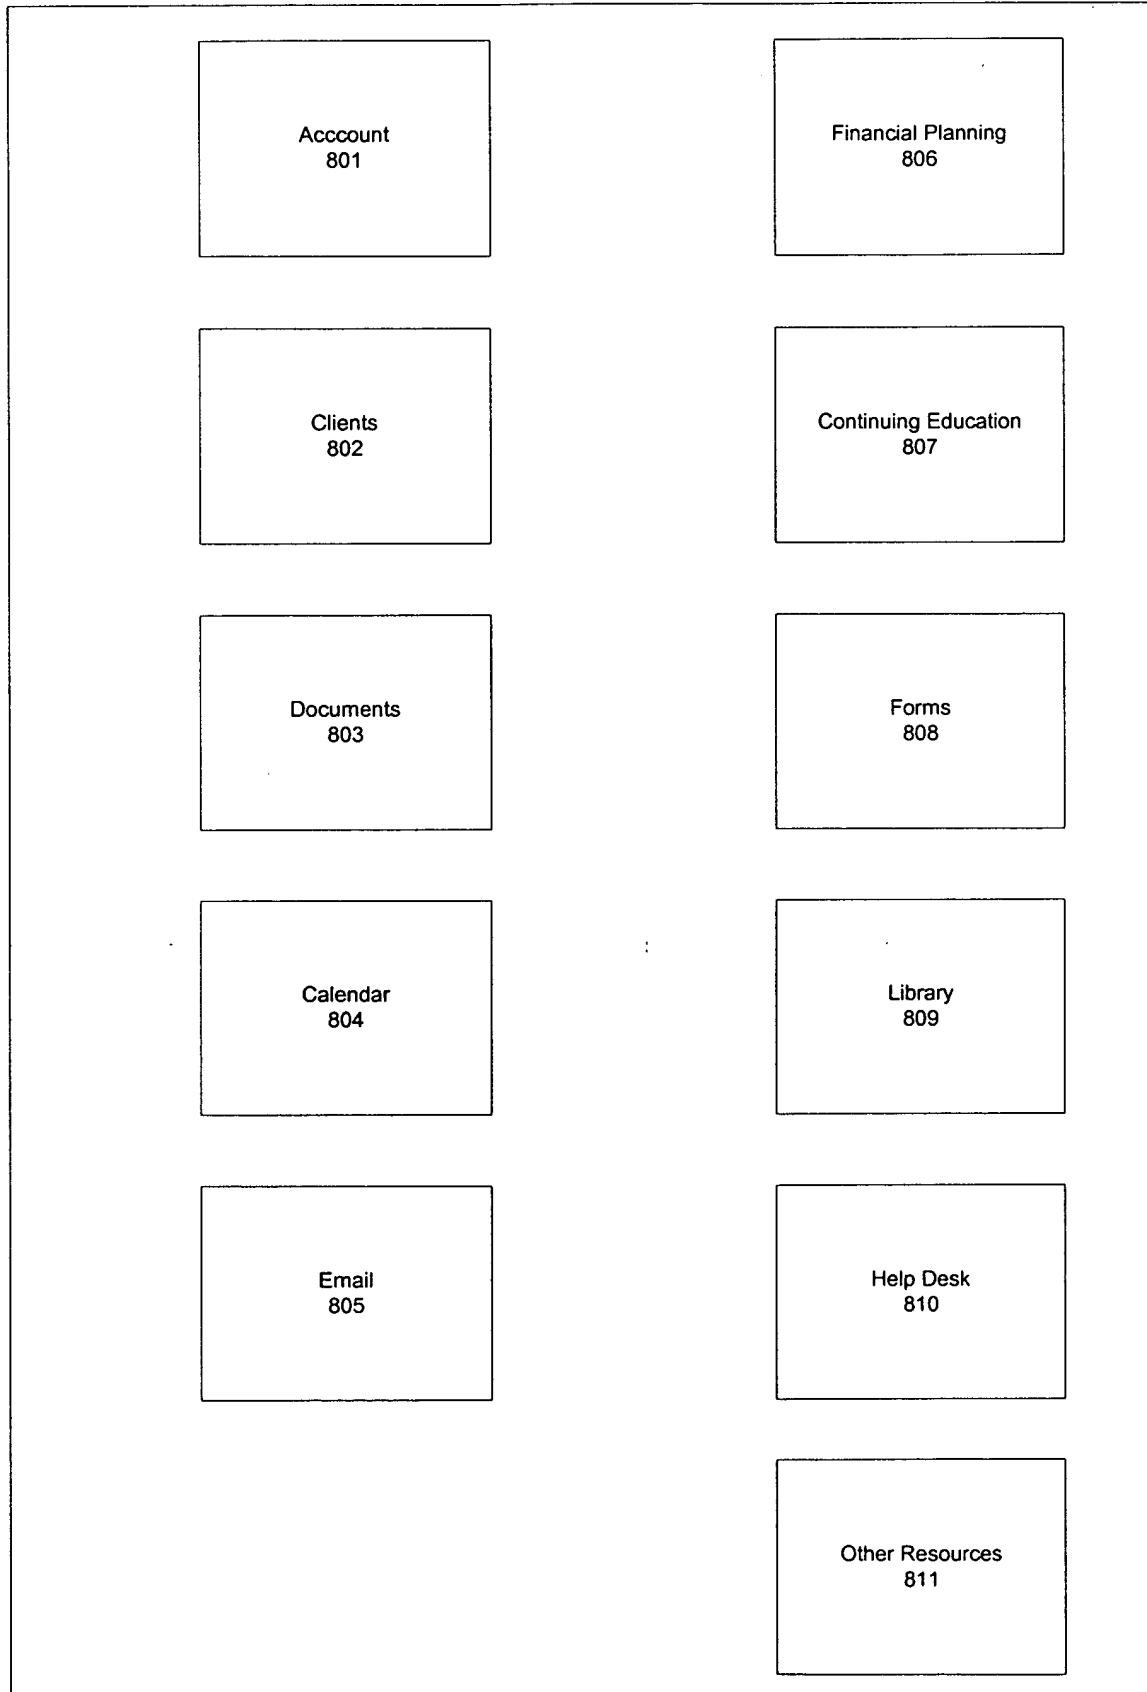 Acccount
801
Clients
802
Documents
803
Calendar
804
Email
805
Financial Planning
806
Continuing Education
807
Forms
808
Library
809
Help Desk
810
Other Resources
811